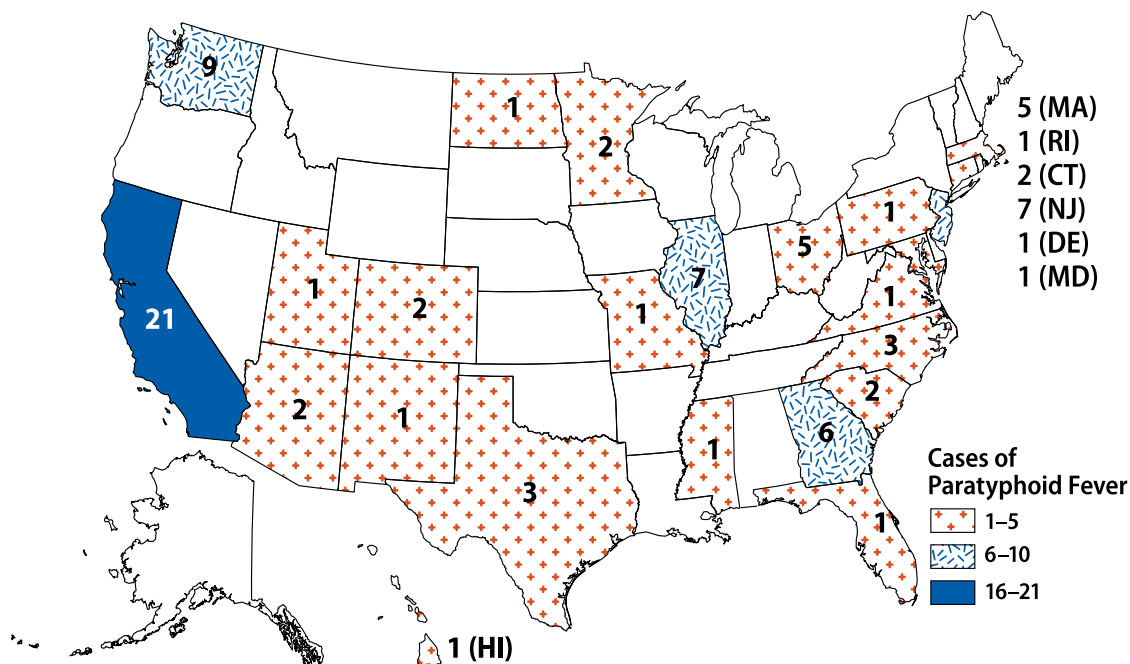 9
1
2
5 (MA)
1 (RI)
2 (CT)
7 (NJ)
1 (DE)
1 (MD)
1
5
7
1
1
2
1
21
3
2
2
1
1
6
3
1
Cases of
Paratyphoid Fever
1–5
6–10
16–21
1 (HI)